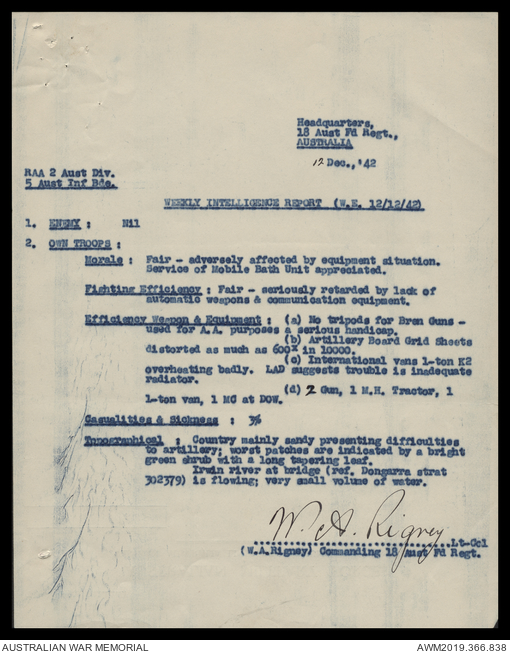 Headquarters,
18 Aust Fd Regt.,
AUSTRALIA
12 Dec., '42
RAA 2 Aust Div.
5 Aust Inf Bde.
WEEKLY INTELLIGENCE REPORT (W.E. 12/12/42)
1. ENEMY : Nil
2. OWN TROOPS :
Morale : Fair - adversely affected by equipment situation.
Service of Mobile Bath Unit appreciated.
Fighting Efficiency : Fair - seriously retarded by lack of
automatic weapons & communication equipment.
Efficiency Weapon & Equipment : (a) No tripods for Bren Guns -
used for A.A. purposes a serious handicap.
(b) Artillery Board Grid Sheets
distorted as much as 600x in 10000.
(c) International vans 1-ton K2
overheating badly. LAD suggests trouble is inadequate
radiator.
(d) 2 Gun, 1 M.H. Tractor, 1
1-ton van, 1 MC at DOW.
Casualities & Sickness : 3%
Topographical : Country mainly sandy presenting difficulties
to artillery; worst patches are indicated by a bright
green shrub with a long tapering leaf.
Irwin river at bridge (ref. Dongarra strat
302379) is flowing; very small volume of water.
W. A. Rigney
Lt-Col
(W.A.Rigney) Commanding 18 Aust Fd Regt.
AUSTRALIAN WAR MEMORIAL
AWM2019.366.838